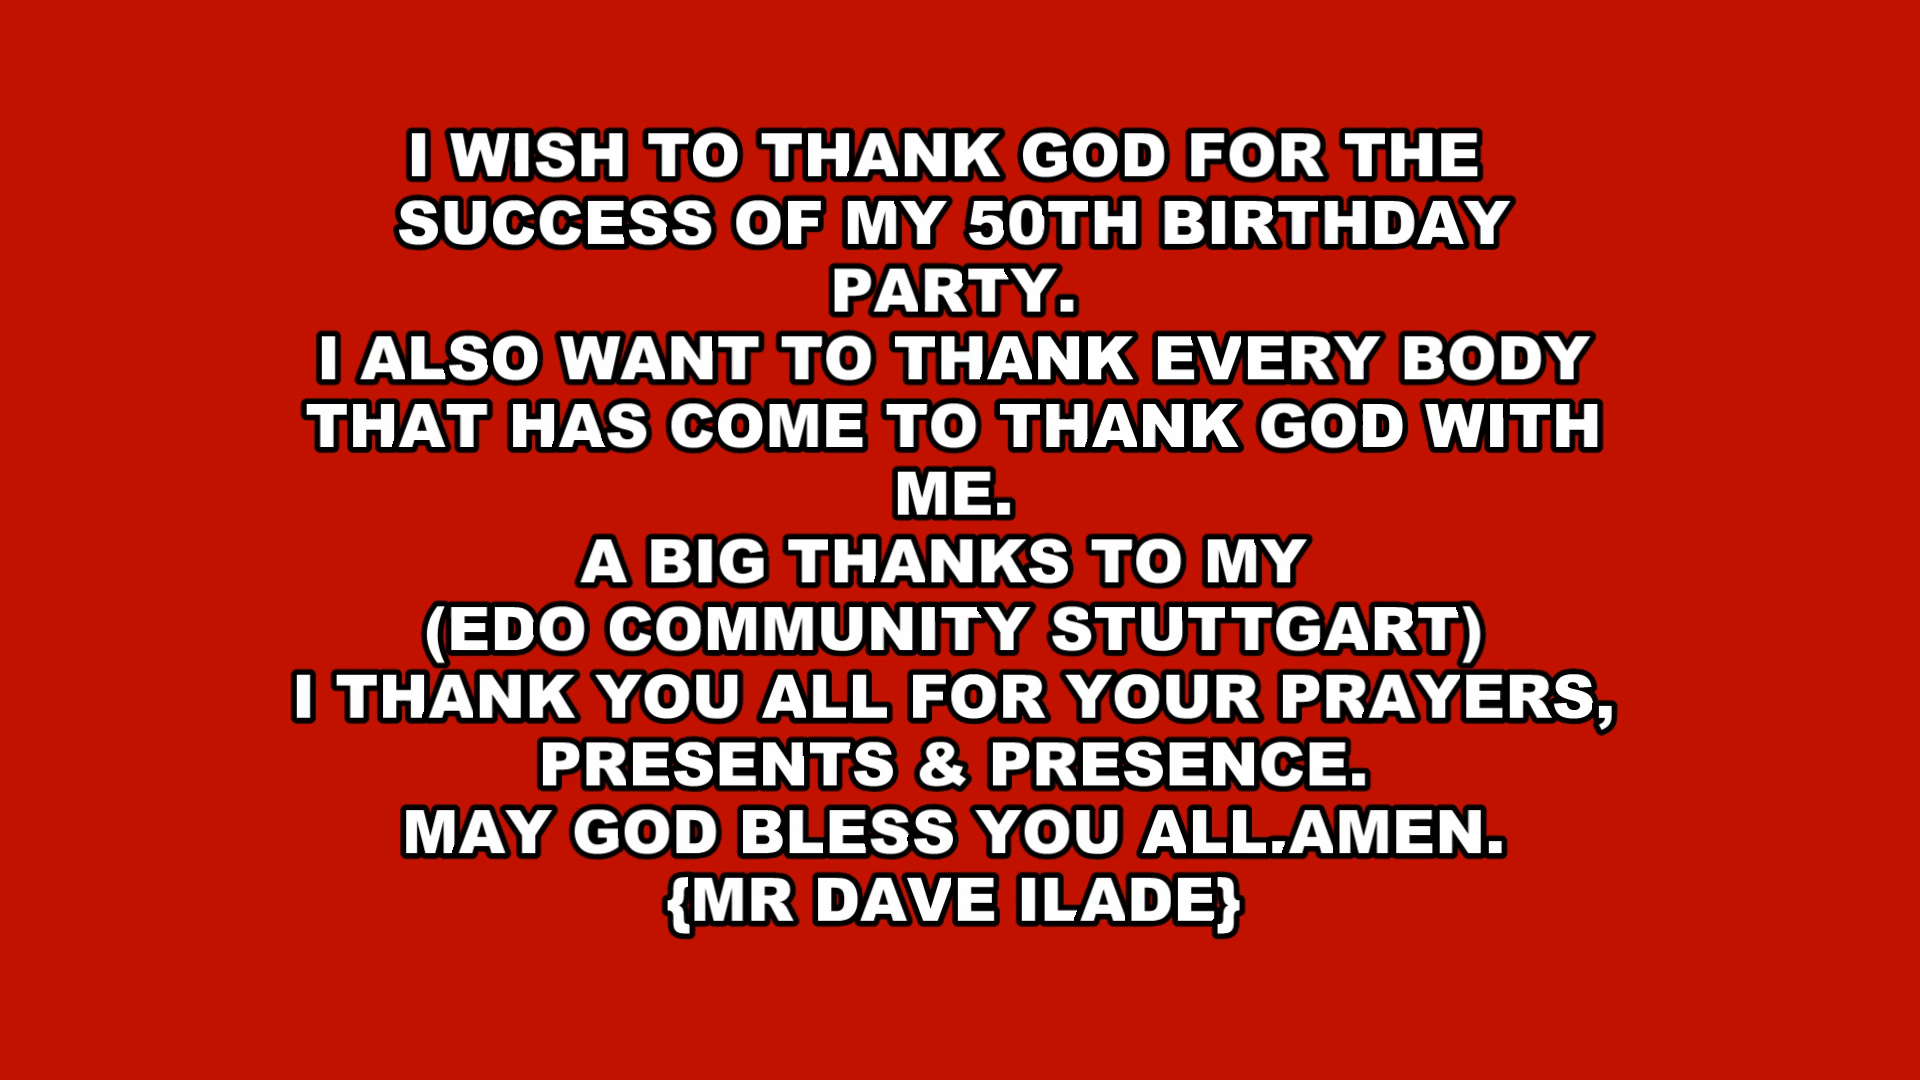 I WISH TO THANK GOD FOR THE
SUCCESS OF MY 50TH BIRTHDAY
PARTY.
I ALSO WANT TO THANK EVERY BODY
THAT HAS COME TO THANK GOD WITH
ME.
A BIG THANKS TO MY
(EDO COMMUNITY STUTTGART)
I THANK YOU ALL FOR YOUR PRAYERS,
PRESENTS & PRESENCE.
MAY GOD BLESS YOU ALL.AMEN.
{MR DAVE ILADE}